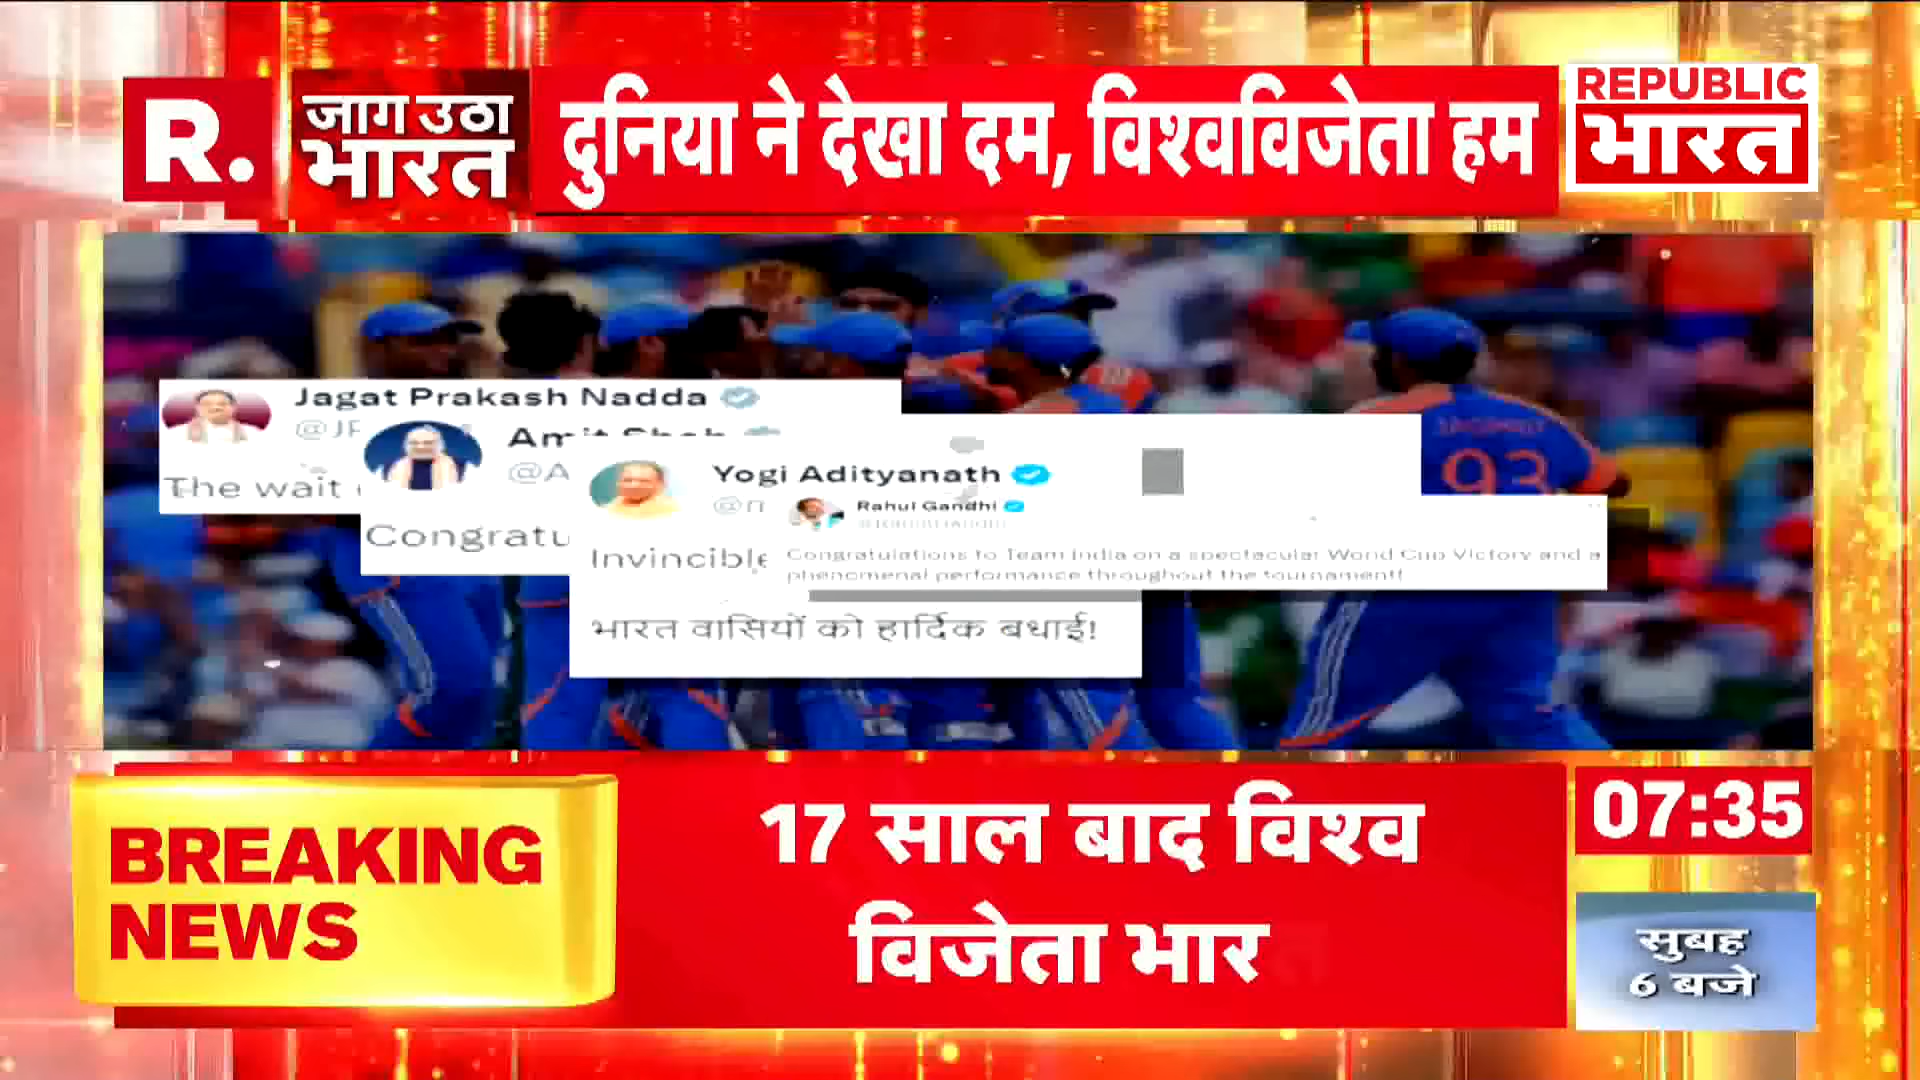 R.
जाग उठा
भारत
दुनिया ने देखा दम, विश्वविजेता हम
REPUBLIC
भारत
Jagat Prakash Nadda
The wait
Amit Shah
@A
Congratu
Yogi Adityanath
Invincible
भारत वासियों को हार्दिक बधाई!
Rahul Gandhi
Congratulations to Team India on a spectacular World Cup Victory and a
phenomenal performance throughout the tournament!
93
BREAKING
NEWS
17 साल बाद विश्व
विजेता भार
07:35
सुबह
6 बजे